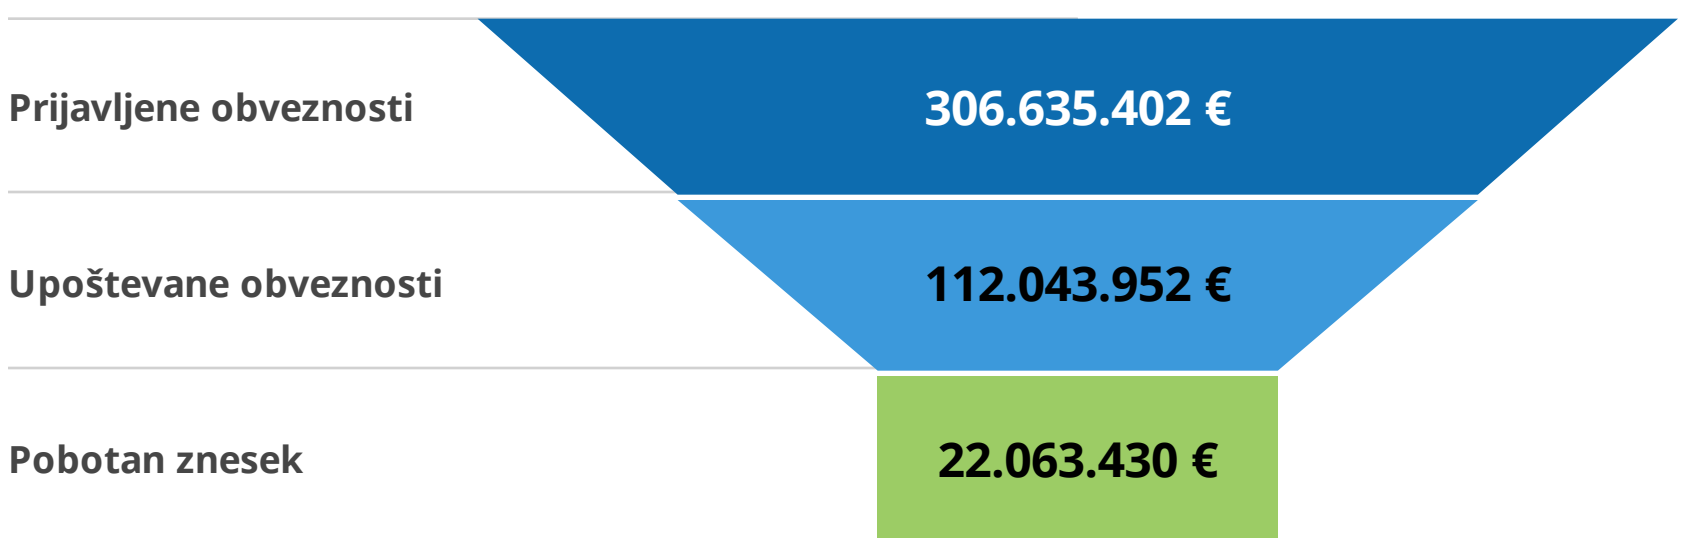 Prijavljene obveznosti 306.635.402 €
Upoštevane obveznosti 112.043.952 €
Pobotan znesek 22.063.430 €